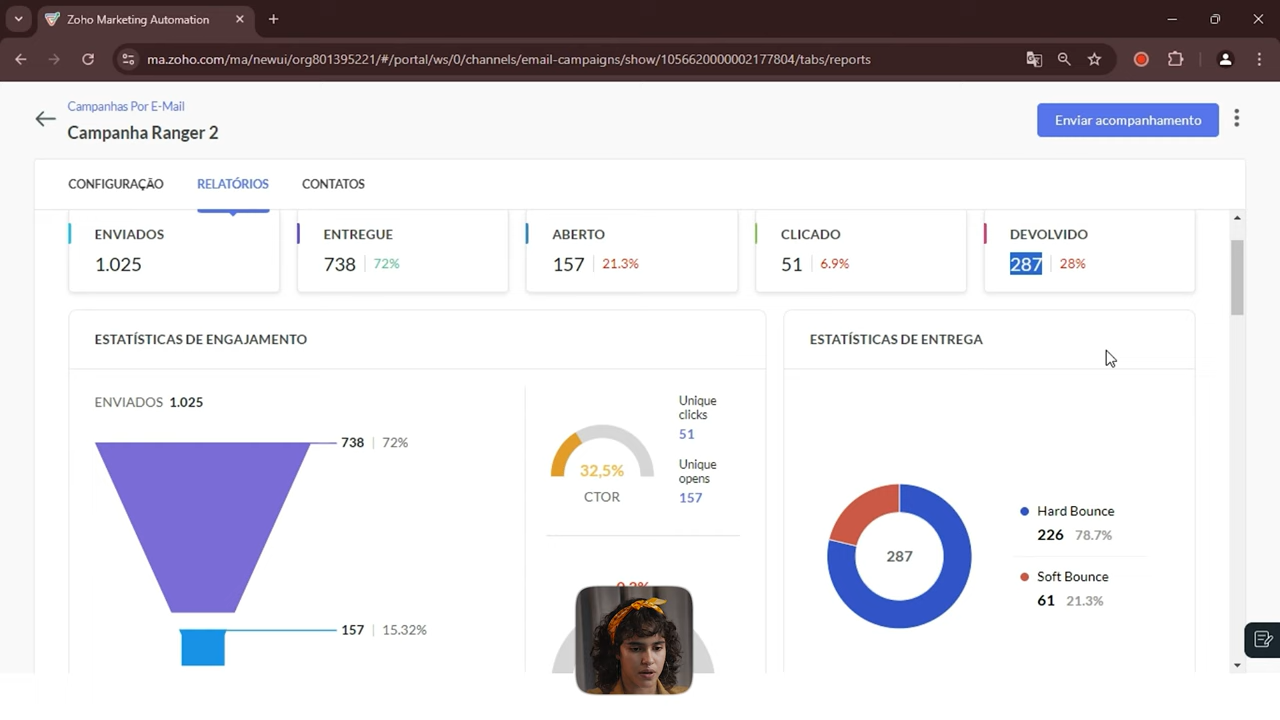 Zoho Marketing Automation
ma.zoho.com/ma/newui/org801395221/#/portal/ws/0/channels/email-campaigns/show/1056620000002177804/tabs/reports
Campanhas Por E-Mail
Campanha Ranger 2
Enviar acompanhamento
CONFIGURAÇÃO
RELATÓRIOS
CONTATOS
ENVIADOS
1.025
ENTREGUE
738 72%
ABERTO
157 21.3%
CLICADO
51 6.9%
DEVOLVIDO
287 28%
ESTATÍSTICAS DE ENGAJAMENTO
ENVIADOS 1.025
738 72%
157 15.32%
32,5%
CTOR
Unique
clicks
51
Unique
opens
157
ESTATÍSTICAS DE ENTREGA
287
Hard Bounce
226 78.7%
Soft Bounce
61 21.3%